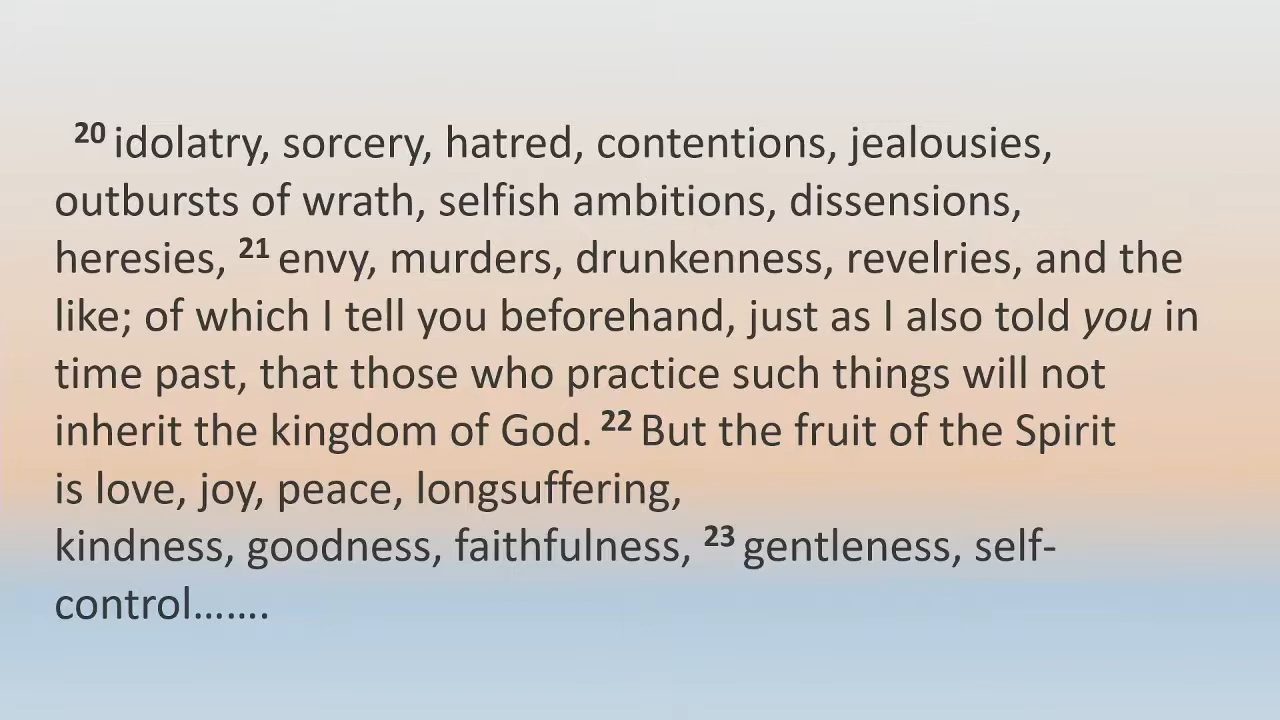 20 idolatry, sorcery, hatred, contentions, jealousies,
outbursts of wrath, selfish ambitions, dissensions,
heresies, 21 envy, murders, drunkenness, revelries, and the
like; of which I tell you beforehand, just as I also told you in
time past, that those who practice such things will not
inherit the kingdom of God. 22 But the fruit of the Spirit
is love, joy, peace, longsuffering,
kindness, goodness, faithfulness, 23 gentleness, self-
control…….